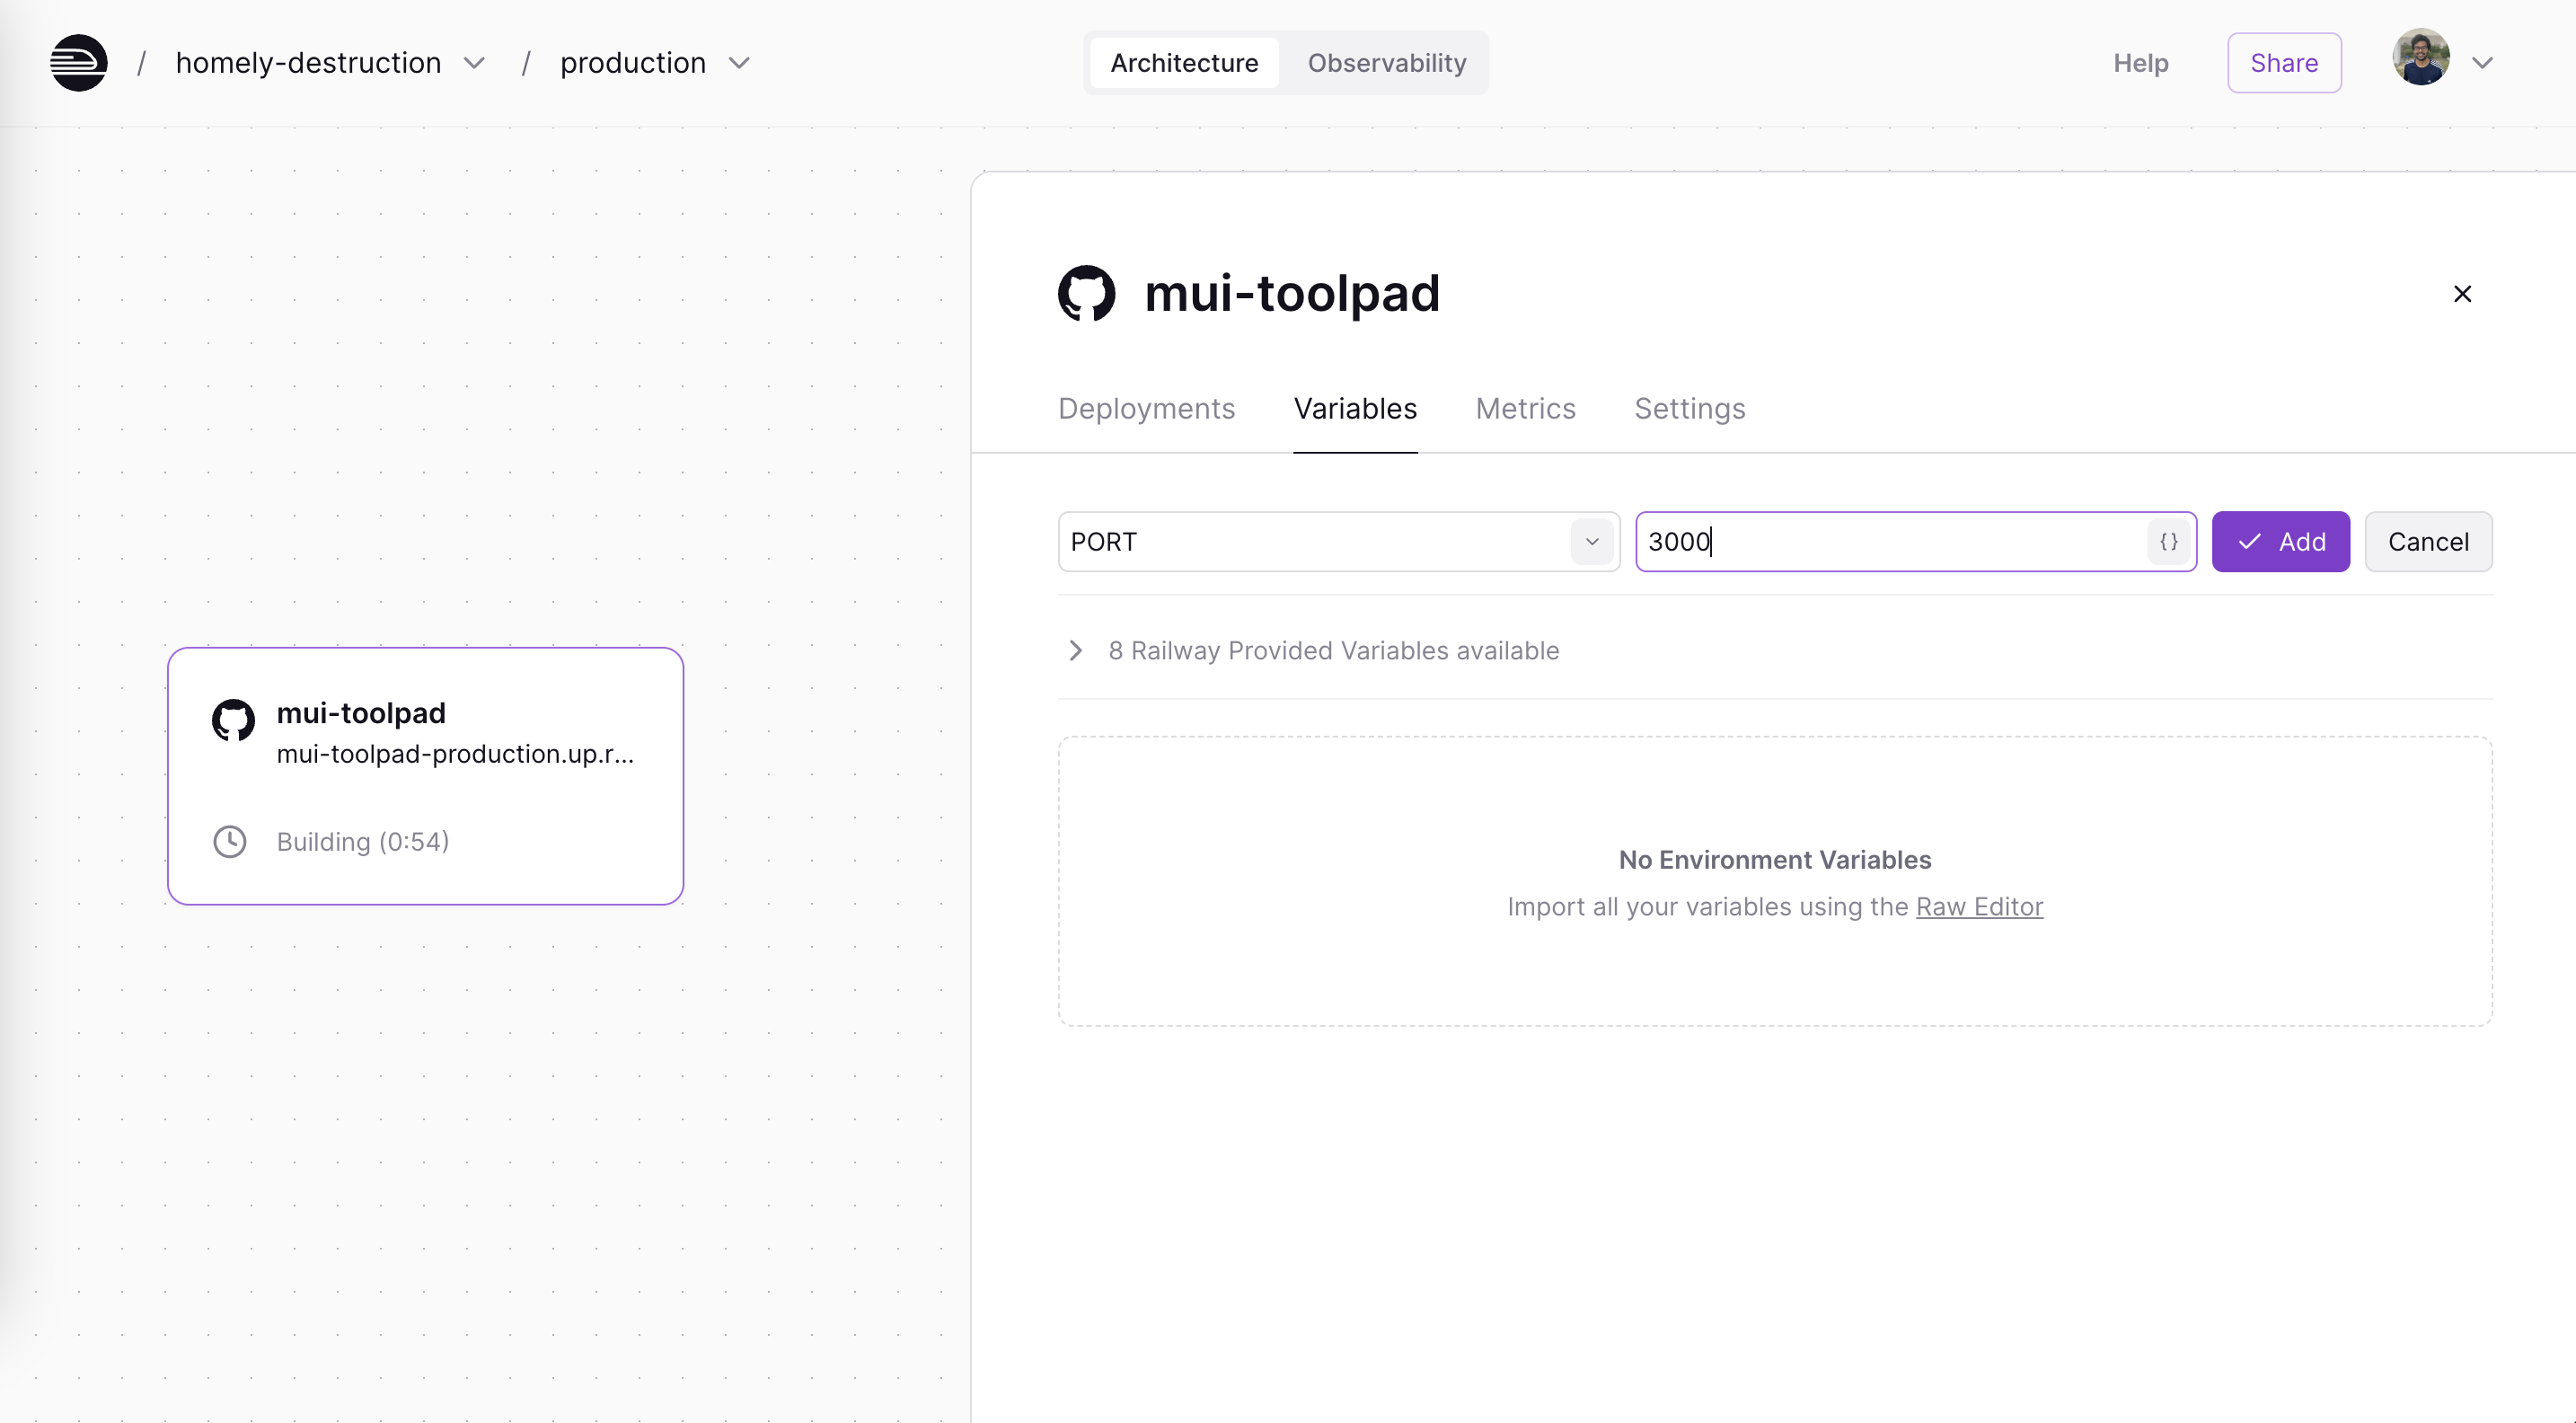 / homely-destruction / production
Architecture Observability
Help Share
mui-toolpad
Deployments Variables Metrics Settings
PORT 3000 {} Add Cancel
8 Railway Provided Variables available
mui-toolpad
mui-toolpad-production.up.r...
Building (0:54)
No Environment Variables
Import all your variables using the Raw Editor